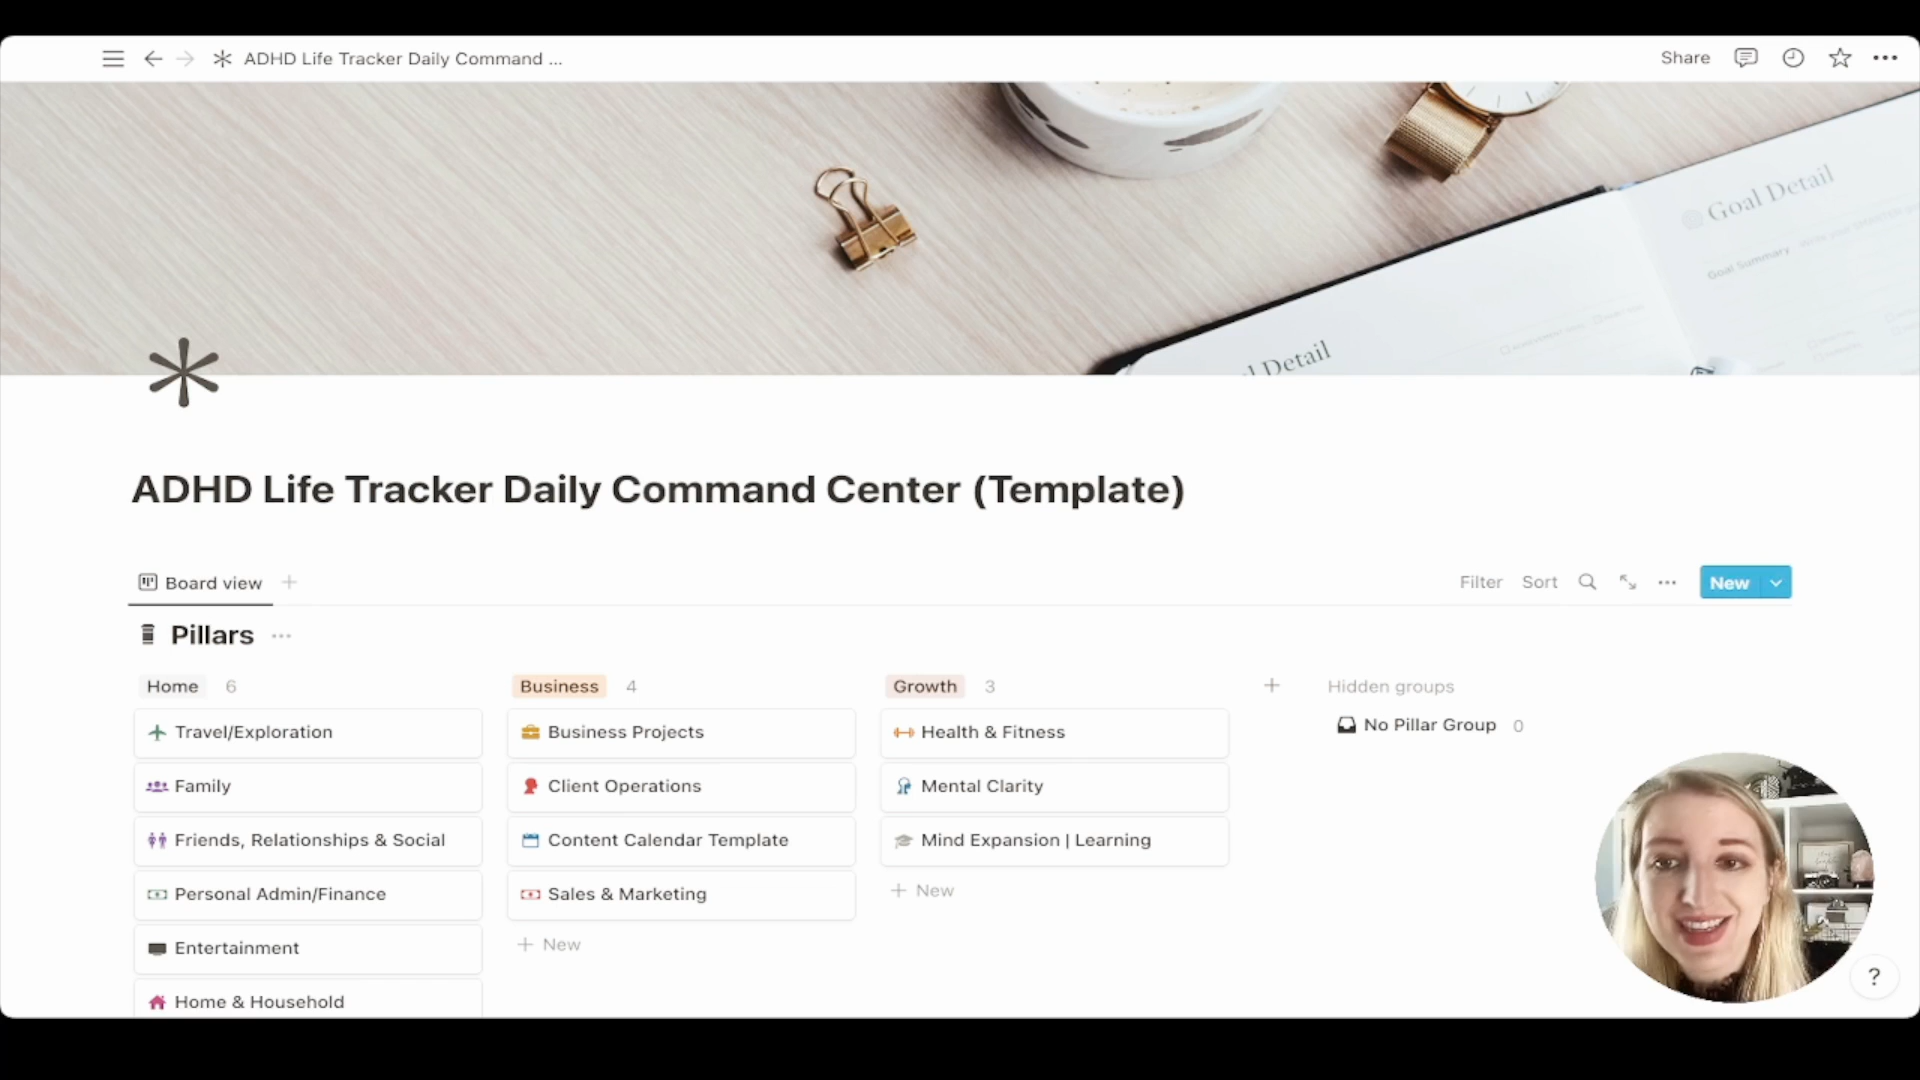 ADHD Life Tracker Daily Command ...
Share
Goal Detail
Goal Summary
Detail
ADHD Life Tracker Daily Command Center (Template)
Board view
Filter Sort
New
Pillars
Home 6
Travel/Exploration
Family
Friends, Relationships & Social
Personal Admin/Finance
Entertainment
Home & Household
Business 4
Business Projects
Client Operations
Content Calendar Template
Sales & Marketing
+ New
Growth 3
Health & Fitness
Mental Clarity
Mind Expansion | Learning
+ New
Hidden groups
No Pillar Group 0
?